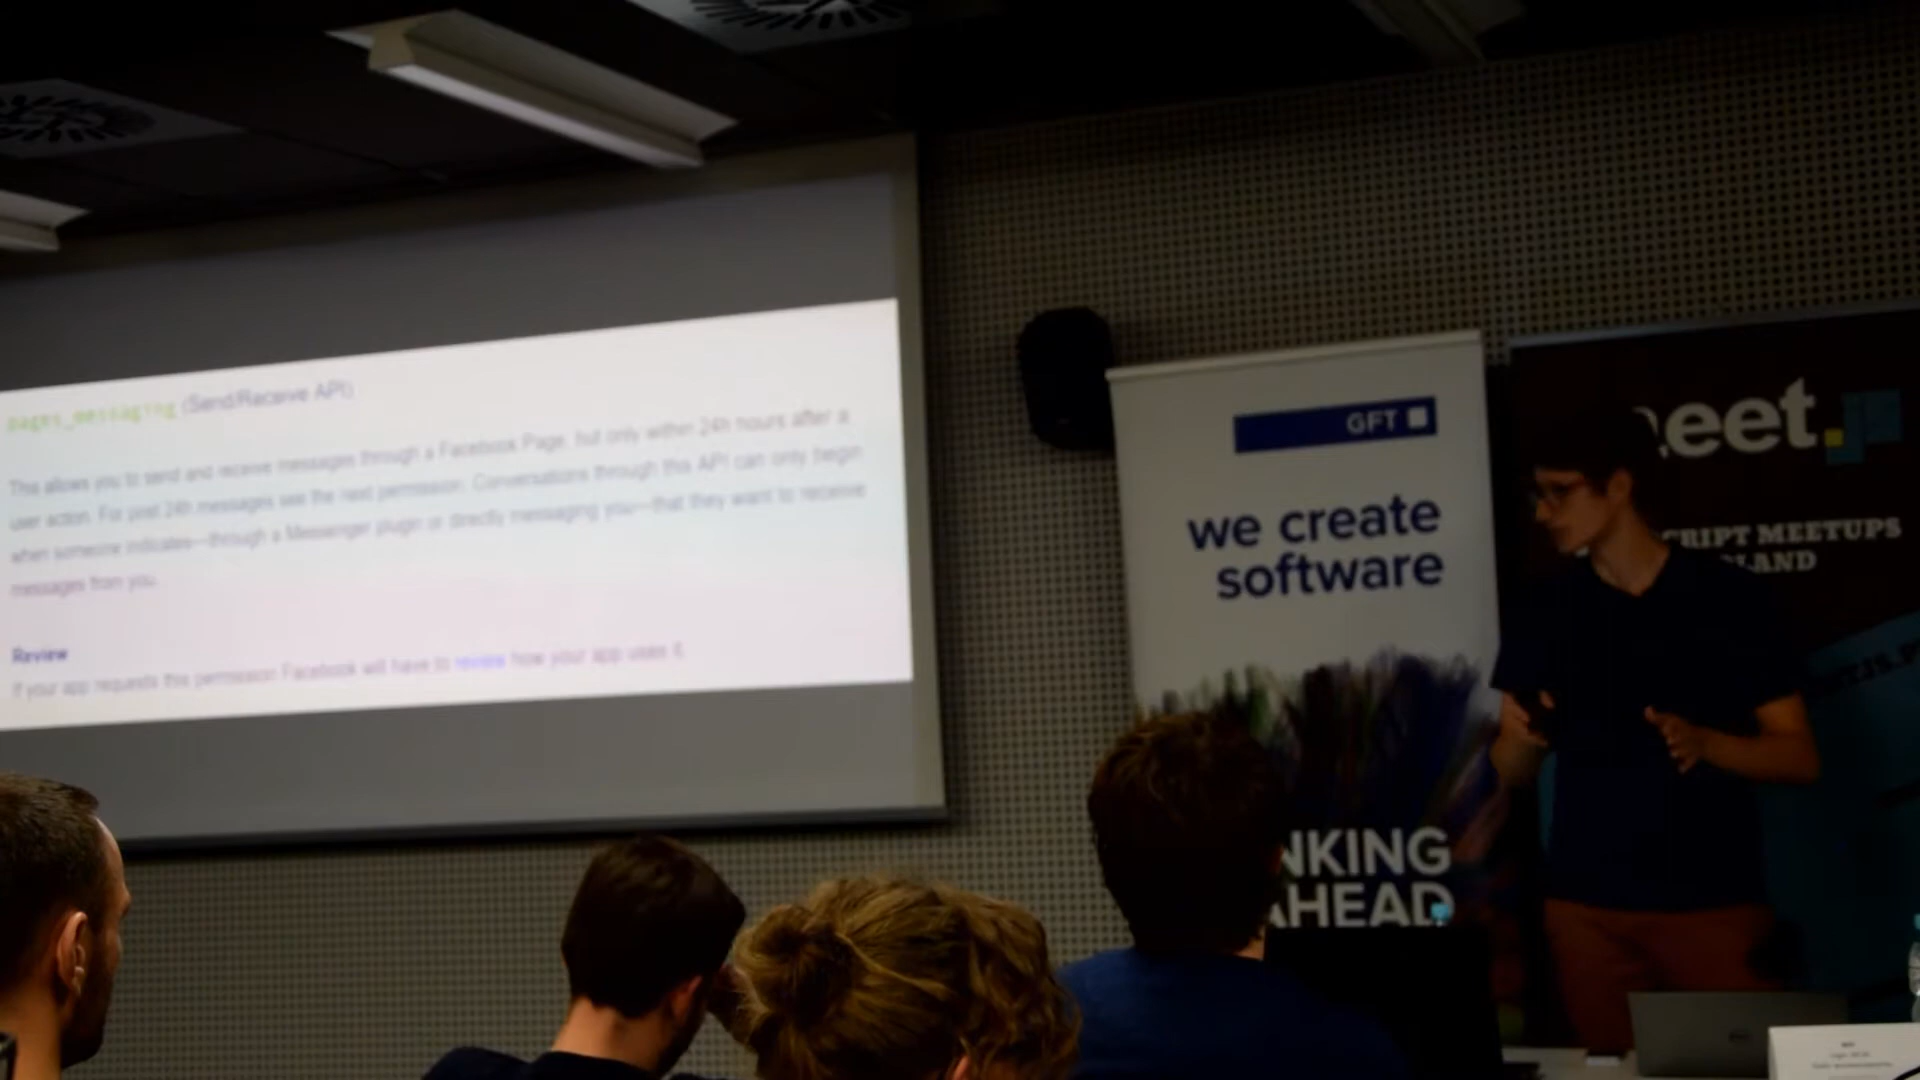 pages_messaging (Send/Receive API)
This allows you to send and receive messages through a Facebook Page, but only within 24h hours after a
user action. For post 24h messages see the next permission. Conversations through this API can only begin
when someone indicates—through a Messenger plugin or directly messaging you—that they want to receive
messages from you.
Review
If your app requests this permission Facebook will have to review how your app uses it.
GFT
we create
software
NKING
AHEAD
eet.
CRIPT MEETUPS
LAND